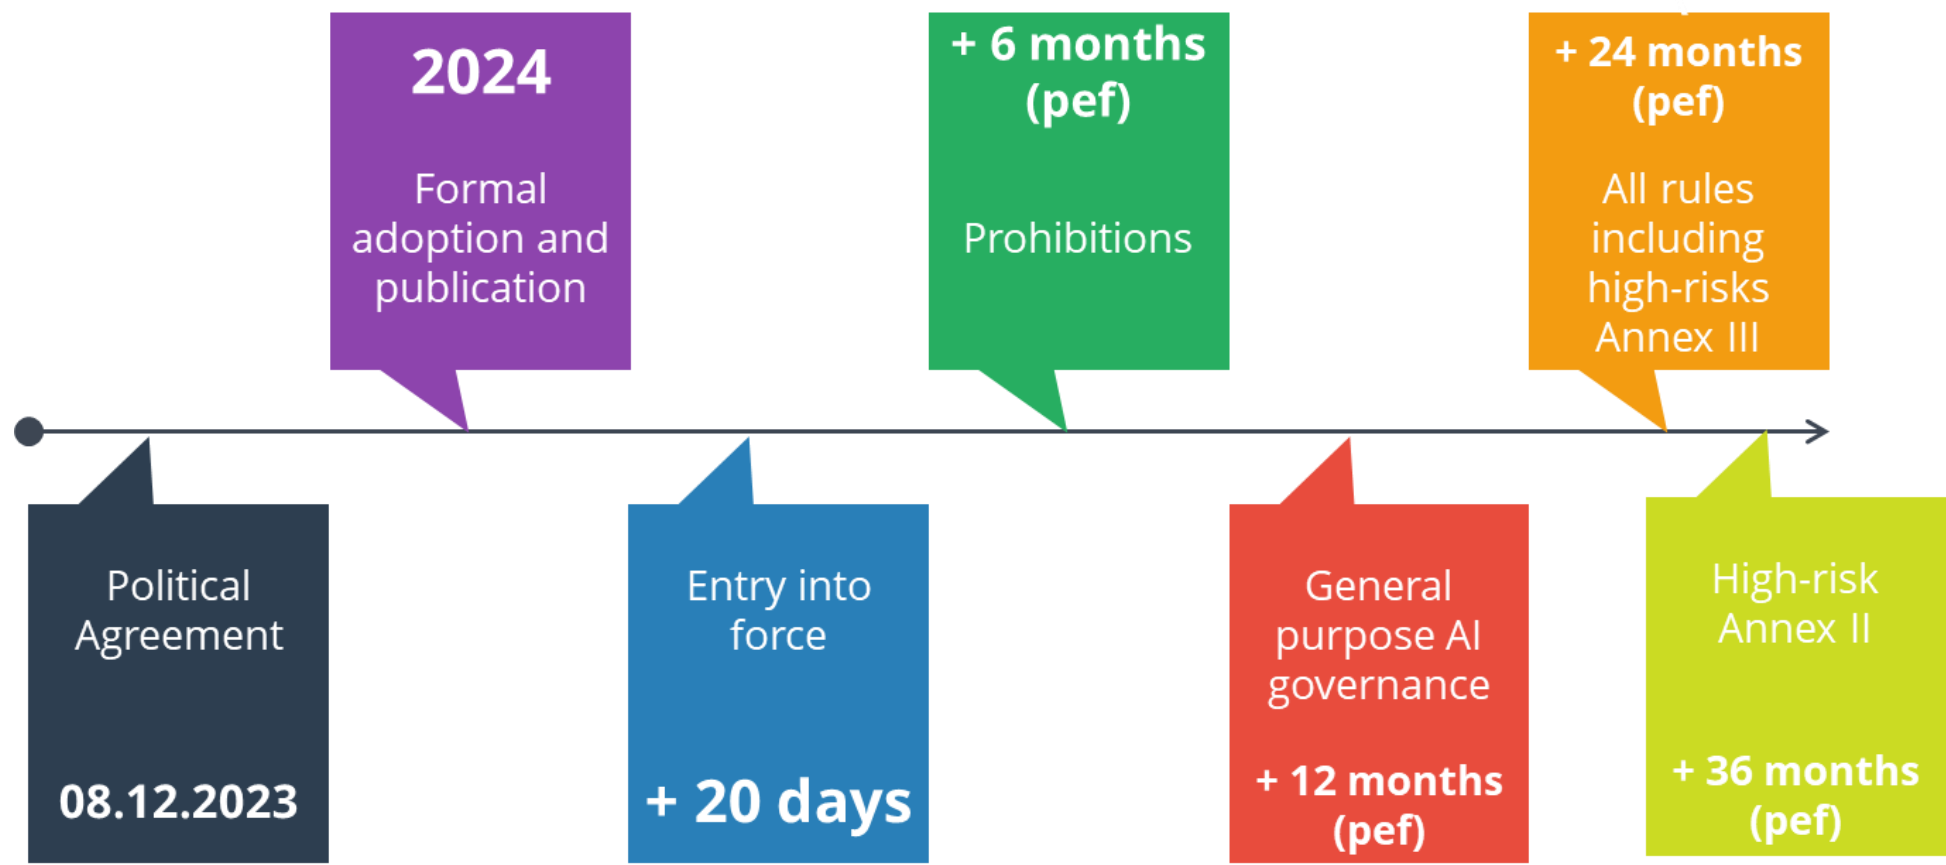 2024
Formal
adoption and
publication
+ 6 months
(pef)
Prohibitions
+ 24 months
(pef)
All rules
including
high-risks
Annex III
Political
Agreement
08.12.2023
Entry into
force
+ 20 days
General
purpose AI
governance
+ 12 months
(pef)
High-risk
Annex II
+ 36 months
(pef)